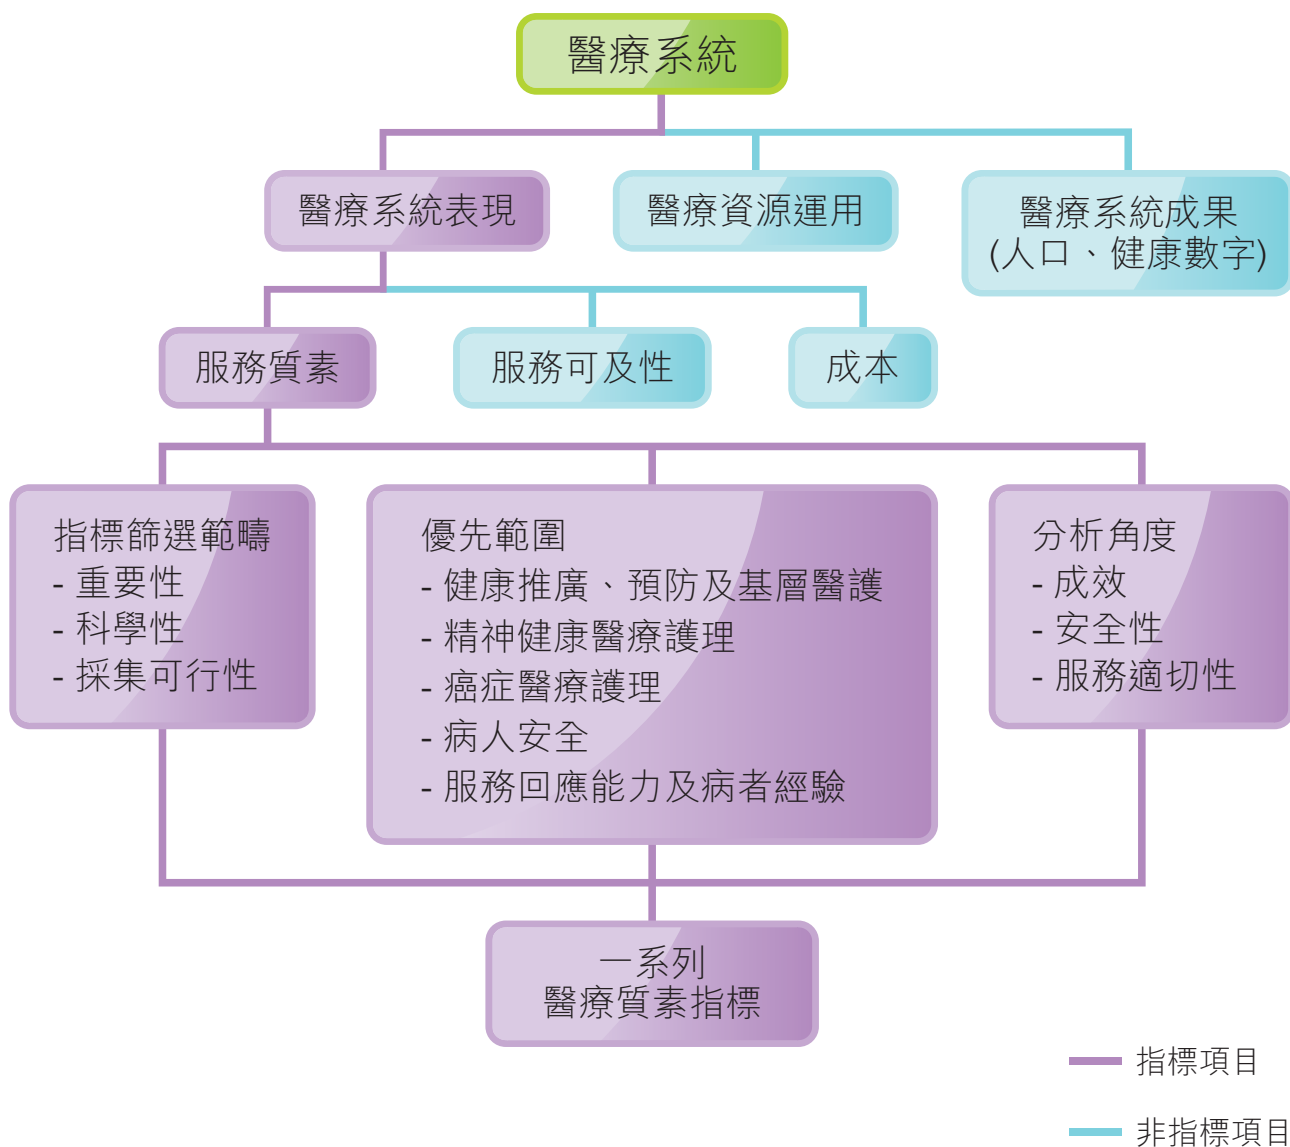 醫療系統
醫療系統表現
醫療資源運用
醫療系統成果
(人口、健康數字)
服務質素
服務可及性
成本
指標篩選範疇
- 重要性
- 科學性
- 採集可行性
優先範圍
- 健康推廣、預防及基層醫護
- 精神健康醫療護理
- 癌症醫療護理
- 病人安全
- 服務回應能力及病者經驗
分析角度
- 成效
- 安全性
- 服務適切性
一系列
醫療質素指標
指標項目
非指標項目